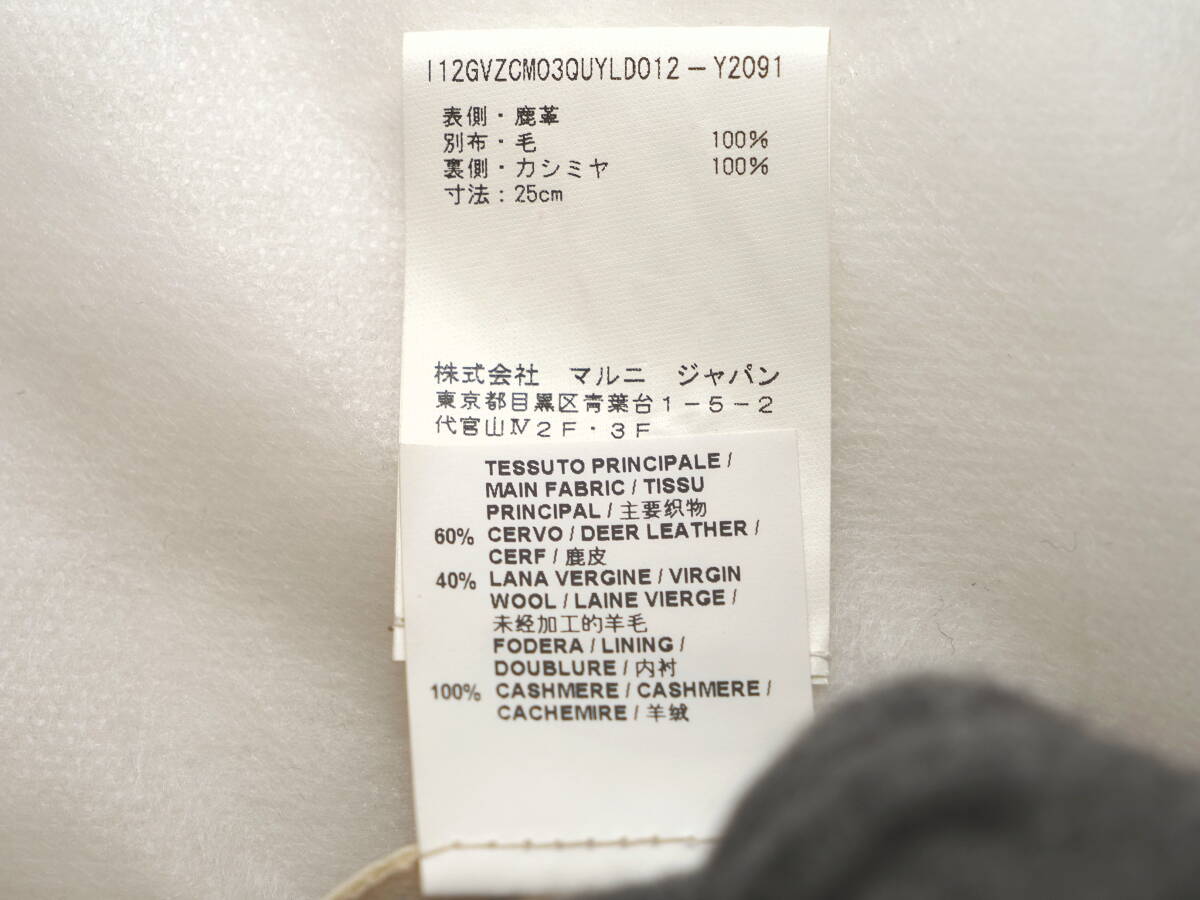 I12GVZCM03QUYLD012－Y2091
表側・鹿革
別布・毛 100％
裏側・カシミヤ 100％
寸法：25cm
株式会社 マルニ ジャパン
東京都目黒区青葉台１－５－２
代官山Ⅳ２Ｆ・３Ｆ
TESSUTO PRINCIPALE /
MAIN FABRIC / TISSU
PRINCIPAL / 主要织物
60% CERVO / DEER LEATHER /
CERF / 鹿皮
40% LANA VERGINE / VIRGIN
WOOL / LAINE VIERGE /
未经加工的羊毛
FODERA / LINING /
DOUBLURE / 内衬
100% CASHMERE / CASHMERE /
CACHEMIRE / 羊绒